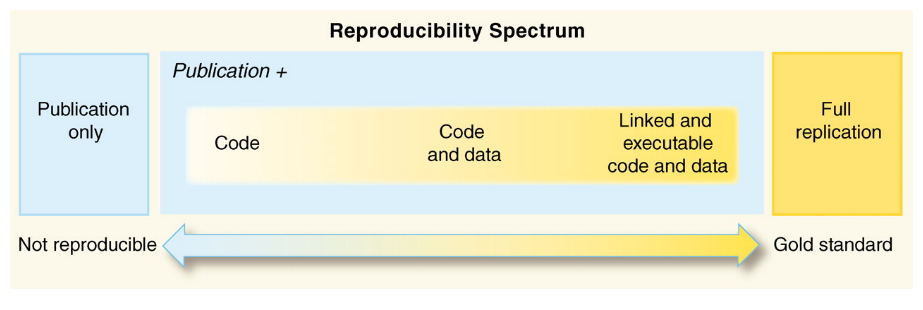 Reproducibility Spectrum
Publication
only
Publication +
Code
Code
and data
Linked and
executable
code and data
Full
replication
Not reproducible
Gold standard